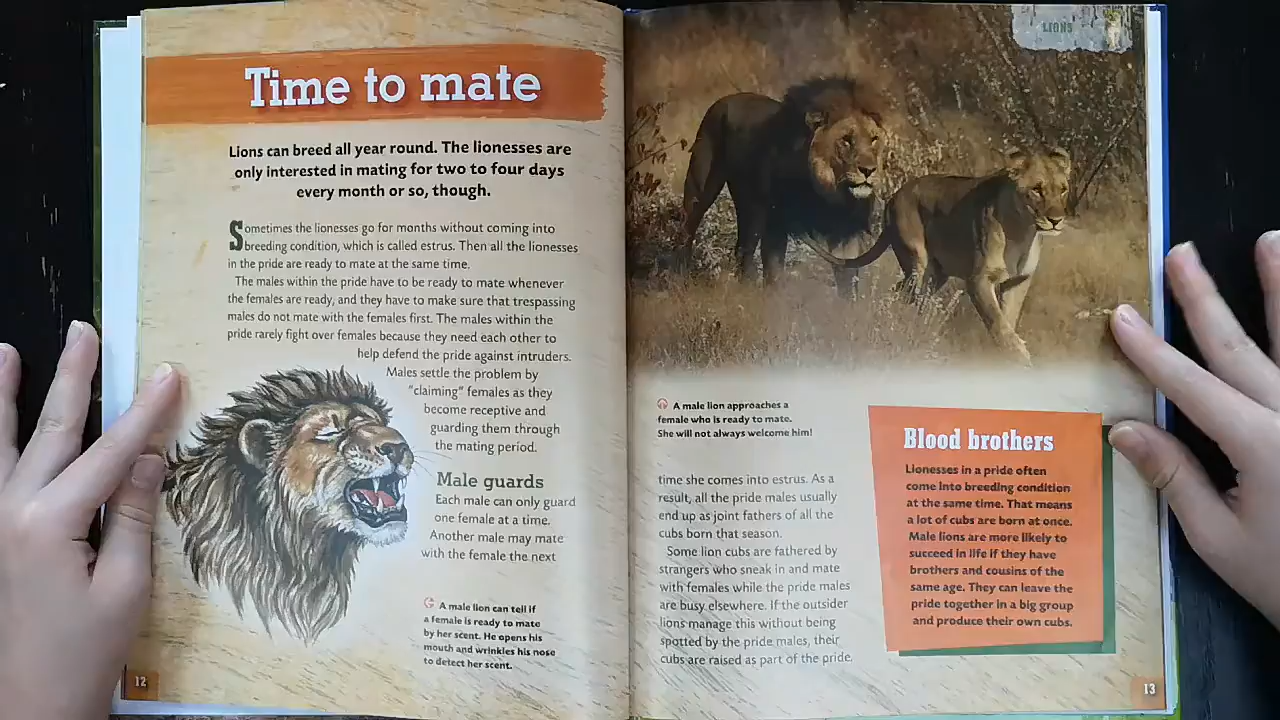 Time to mate
Lions can breed all year round. The lionesses are
only interested in mating for two to four days
every month or so, though.
Sometimes the lionesses go for months without coming into
breeding condition, which is called estrus. Then all the lionesses
in the pride are ready to mate at the same time.
The males within the pride have to be ready to mate whenever
the females are ready, and they have to make sure that trespassing
males do not mate with the females first. The males within the
pride rarely fight over females because they need each other to
help defend the pride against intruders.
Males settle the problem by
"claiming" females as they
become receptive and
guarding them through
the mating period.
Male guards
Each male can only guard
one female at a time.
Another male may mate
with the female the next
A male lion can tell if
a female is ready to mate
by her scent. He opens his
mouth and wrinkles his nose
to detect her scent.
12
LIONS
A male lion approaches a
female who is ready to mate.
She will not always welcome him!
time she comes into estrus. As a
result, all the pride males usually
end up as joint fathers of all the
cubs born that season.
Some lion cubs are fathered by
strangers who sneak in and mate
with females while the pride males
are busy elsewhere. If the outsider
lions manage this without being
spotted by the pride males, their
cubs are raised as part of the pride.
Blood brothers
Lionesses in a pride often
come into breeding condition
at the same time. That means
a lot of cubs are born at once.
Male lions are more likely to
succeed in life if they have
brothers and cousins of the
same age. They can leave the
pride together in a big group
and produce their own cubs.
13